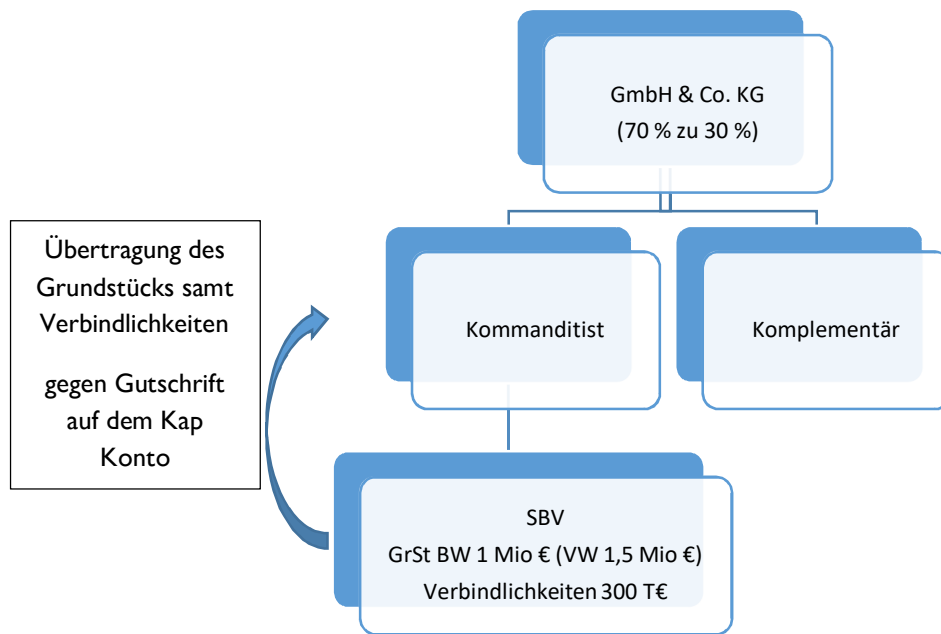 GmbH & Co. KG
(70 % zu 30 %)
Übertragung des
Grundstücks samt
Verbindlichkeiten
gegen Gutschrift
auf dem Kap
Konto
Kommanditist
Komplementär
SBV
GrSt BW 1 Mio € (VW 1,5 Mio €)
Verbindlichkeiten 300 T€